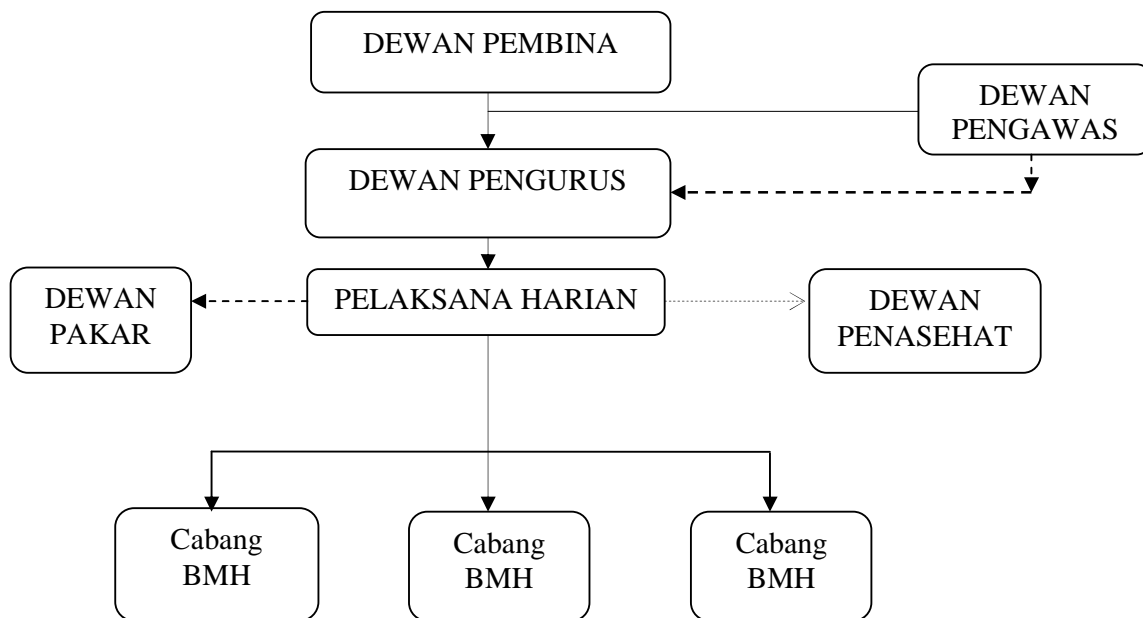 DEWAN PEMBINA
DEWAN
PENGAWAS
DEWAN PENGURUS
DEWAN
PAKAR
PELAKSANA HARIAN
DEWAN
PENASEHAT
Cabang
BMH
Cabang
BMH
Cabang
BMH